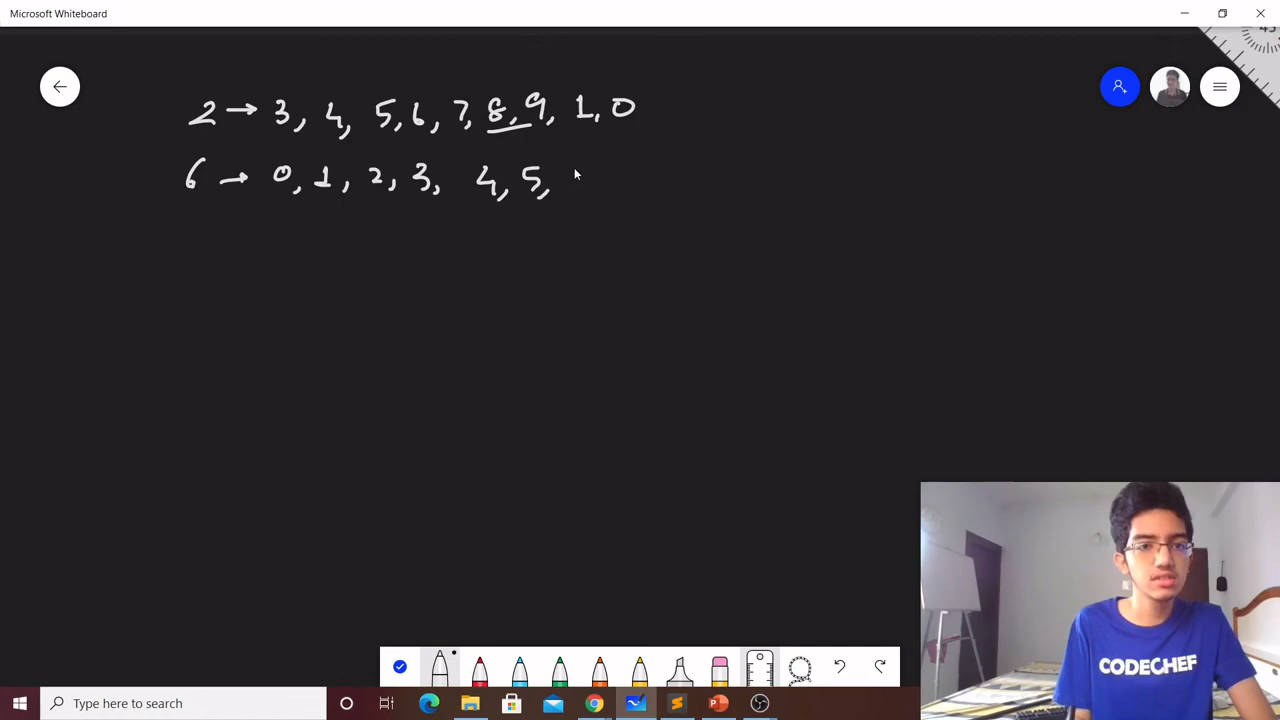 Microsoft Whiteboard
45
2 → 3, 4, 5, 6, 7, 8, 9, 1, 0
6 → 0, 1, 2, 3, 4, 5,
CODECHEF
Type here to search